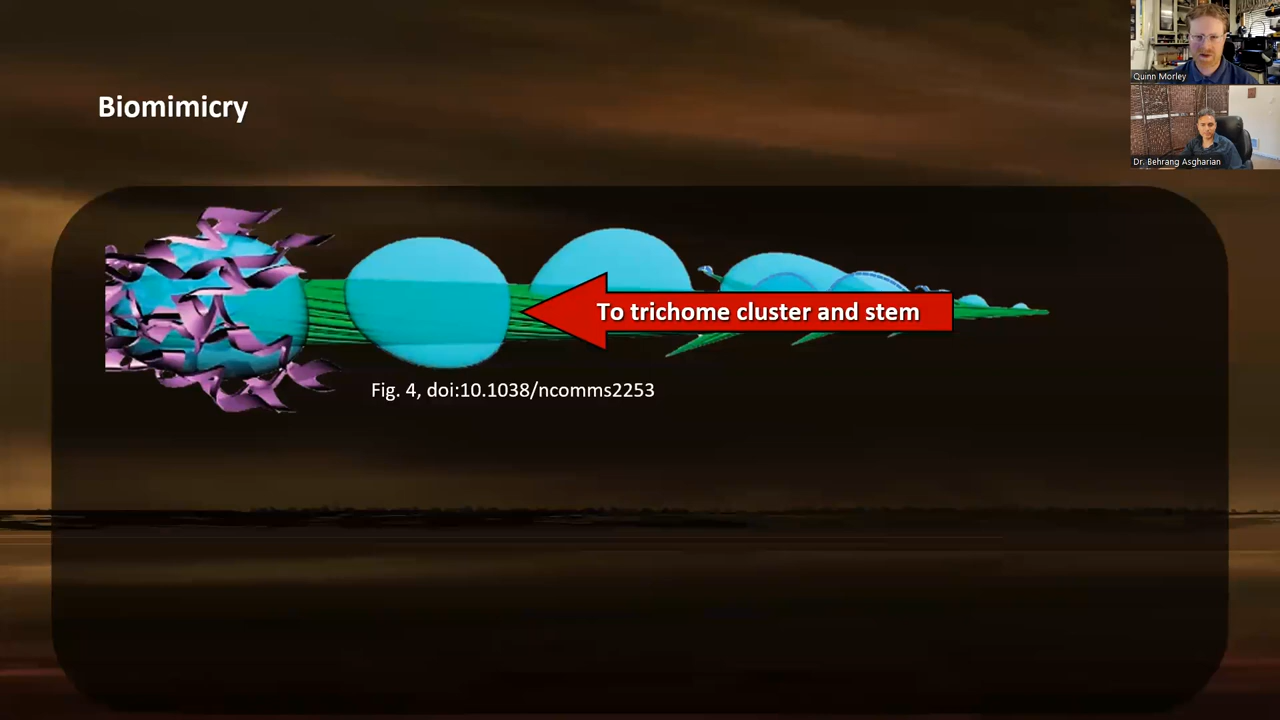 Quinn Morley
Biomimicry
Dr. Behrang Asgharian
To trichome cluster and stem
Fig. 4, doi:10.1038/ncomms2253